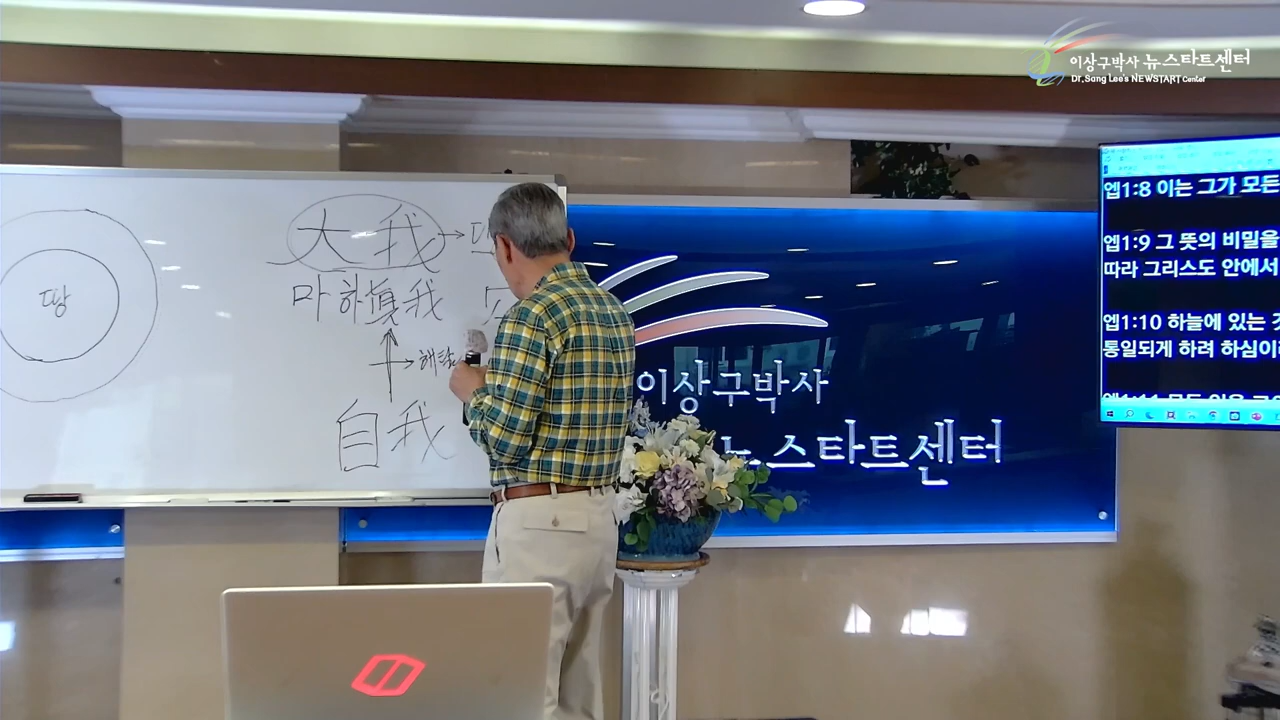 이상구박사 뉴스타트센터
Dr. Sang Lee's NEWSTART Center
엡1:8 이는 그가 모든
엡1:9 그 뜻의 비밀을
따라 그리스도 안에서
엡1:10 하늘에 있는
통일되게 하려 하심이라
大我
마하眞我
自我
땅
이상구박사
뉴스타트센터